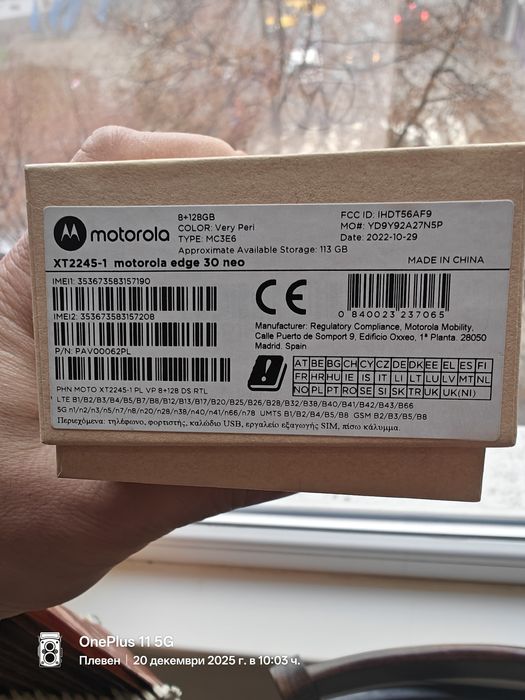 motorola
8+128GB
COLOR: Very Peri
TYPE: MC3E6
Approximate Available Storage: 113 GB
FCC ID: IHDT56AF9
MO#: YD9Y92A27N5P
Date: 2022-10-29
XT2245-1 motorola edge 30 neo
MADE IN CHINA
IMEI1: 353673583157190
IMEI2: 353673583157208
P/N: PAV00062PL
CE
0 840023 237065
Manufacturer: Regulatory Compliance, Motorola Mobility,
Calle Puerto de Somport 9, Edificio Oxxeo, 1ª Planta. 28050
Madrid. Spain
AT BE BG CH CY CZ DE DK EE EL ES FI
FR HR HU IE IS IT LI LT LU LV MT NL
NO PL PT RO SE SI SK TR UK UK(NI)
PHN MOTO XT2245-1 PL VP 8+128 DS RTL
LTE B1/B2/B3/B4/B5/B7/B8/B12/B13/B17/B20/B25/B26/B28/B32/B38/B40/B41/B42/B43/B66
5G n1/n2/n3/n5/n7/n8/n20/n28/n38/n40/n41/n66/n78 UMTS B1/B2/B4/B5/B8 GSM B2/B3/B5/B8
Περιεχόμενα: τηλέφωνο, φορτιστής, καλώδιο USB, εργαλείο εξαγωγής SIM, πίσω κάλυμμα.
OnePlus 11 5G
Плевен | 20 декември 2025 г. в 10:03 ч.